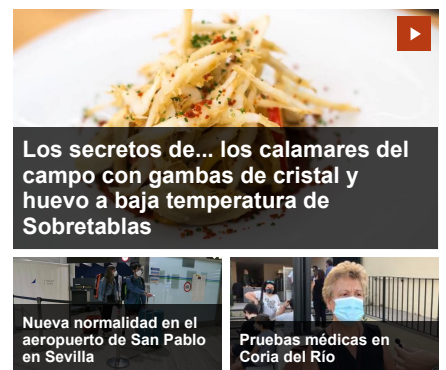 Los secretos de... los calamares del
campo con gambas de cristal y
huevo a baja temperatura de
Sobretablas
Nueva normalidad en el
aeropuerto de San Pablo
en Sevilla
Pruebas médicas en
Coria del Río